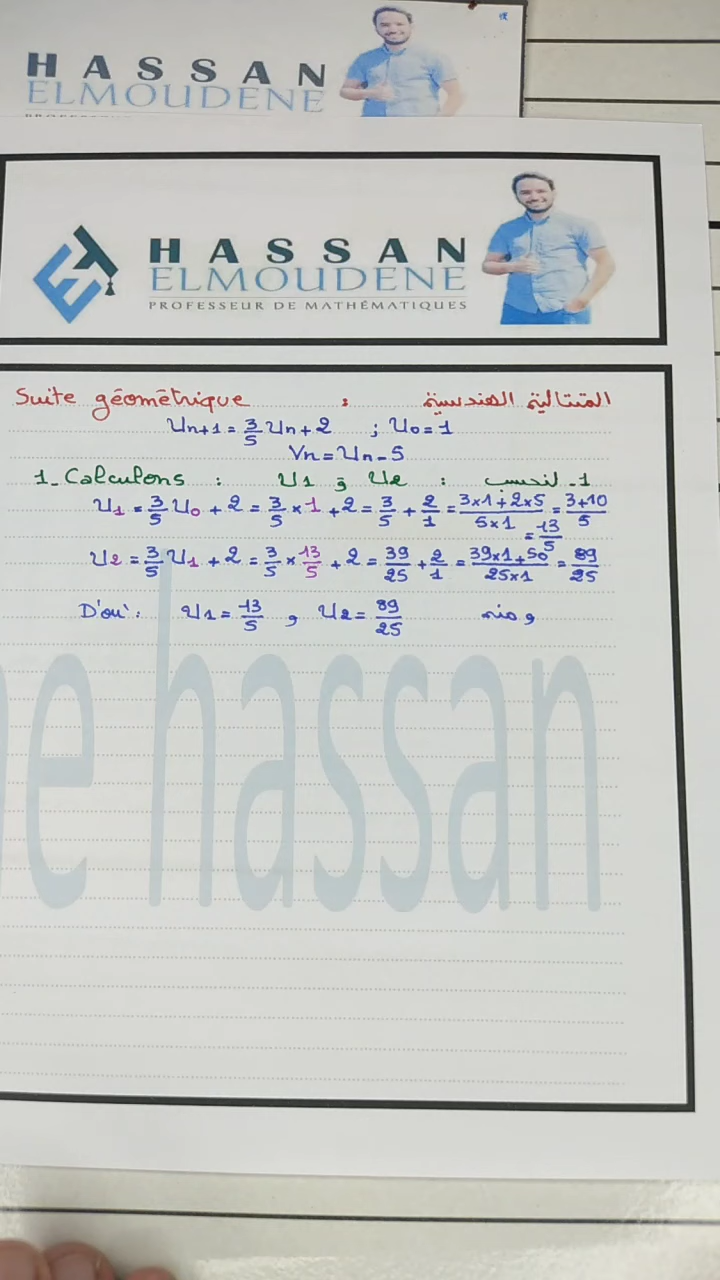 HASSAN
ELMOUDENE
HASSAN
ELMOUDENE
PROFESSEUR DE MATHÉMATIQUES
Suite géométrique : المتتالية الهندسية
Un+1 = 3/5 Un + 2 ; U0 = 1
Vn = Un - 5
1- Calculons : U1 و U2 : 1- لنحسب
U1 = 3/5 U0 + 2 = 3/5 × 1 + 2 = 3/5 + 2/1 = (3×1+2×5)/(5×1) = (3+10)/5
= 13/5
U2 = 3/5 U1 + 2 = 3/5 × 13/5 + 2 = 39/25 + 2/1 = (39×1+50)/(25×1) = 89/25
D'où : U1 = 13/5 و U2 = 89/25 ومنه
ne hassan